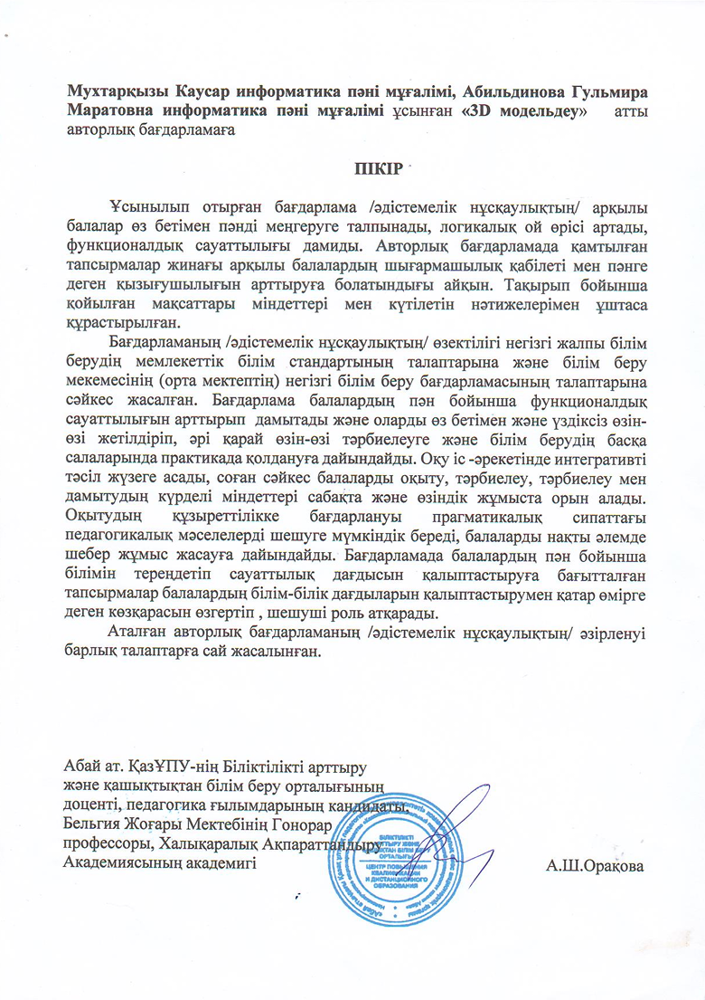 Мухтарқызы Каусар информатика пәні мұғалімі, Абильдинова Гульмира
Маратовна информатика пәні мұғалімі ұсынған «3D модельдеу» атты
авторлық бағдарламаға
ПІКІР
Ұсынылып отырған бағдарлама /әдістемелік нұсқаулықтың/ арқылы
балалар өз бетімен пәнді меңгеруге талпынады, логикалық ой өрісі артады,
функционалдық сауаттылығы дамиды. Авторлық бағдарламада қамтылған
тапсырмалар жинағы арқылы балалардың шығармашылық қабілеті мен пәнге
деген қызығушылығын арттыруға болатындығы айқын. Тақырып бойынша
қойылған мақсаттары міндеттері мен күтілетін нәтижелерімен ұштаса
құрастырылған.
Бағдарламаның /әдістемелік нұсқаулықтың/ өзектілігі негізгі жалпы білім
берудің мемлекеттік білім стандартының талаптарына және білім беру
мекемесінің (орта мектептің) негізгі білім беру бағдарламасының талаптарына
сәйкес жасалған. Бағдарлама балалардың пән бойынша функционалдық
сауаттылығын арттырып дамытады және оларды өз бетімен және үздіксіз өзін-
өзі жетілдіріп, әрі қарай өзін-өзі тәрбиелеуге және білім берудің басқа
салаларында практикада қолдануға дайындайды. Оқу іс -әрекетінде интегративті
тәсіл жүзеге асады, соған сәйкес балаларды оқыту, тәрбиелеу, тәрбиелеу мен
дамытудың күрделі міндеттері сабақта және өзіндік жұмыста орын алады.
Оқытудың құзыреттілікке бағдарлануы прагматикалық сипаттағы
педагогикалық мәселелерді шешуге мүмкіндік береді, балаларды нақты әлемде
шебер жұмыс жасауға дайындайды. Бағдарламада балалардың пән бойынша
білімін тереңдетіп сауаттылық дағдысын қалыптастыруға бағытталған
тапсырмалар балалардың білім-білік дағдыларын қалыптастырумен қатар өмірге
деген көзқарасын өзгертіп , шешуші роль атқарады.
Аталған авторлық бағдарламаның /әдістемелік нұсқаулықтың/ әзірленуі
барлық талаптарға сай жасалынған.
Абай ат. ҚазҰПУ-нің Біліктілікті арттыру
және қашықтықтан білім беру орталығының
доценті, педагогика ғылымдарының кандидаты,
Бельгия Жоғары Мектебінің Гонорар
профессоры, Халықаралық Ақпараттандыру
Академиясының академигі А.Ш.Оракова
БІЛІКТІЛІКТІ
АРТТЫРУ ЖӘНЕ
ҚАШЫҚТАН БІЛІМ БЕРУ
ОРТАЛЫҒЫ
ЦЕНТР ПОВЫШЕНИЯ
КВАЛИФИКАЦИИ
И ДИСТАНЦИОННОГО
ОБРАЗОВАНИЯ